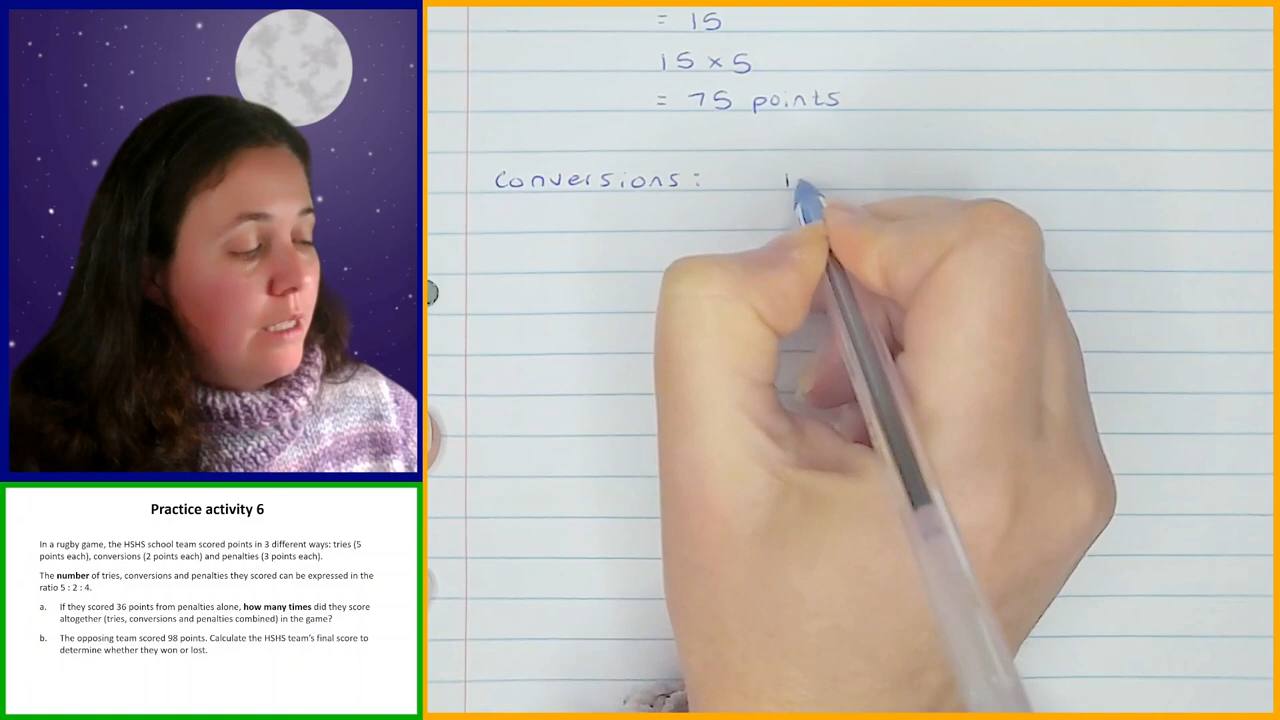 = 15
15 × 5
= 75 points
Conversions: 1
Practice activity 6
In a rugby game, the HSHS school team scored points in 3 different ways: tries (5
points each), conversions (2 points each) and penalties (3 points each).
The number of tries, conversions and penalties they scored can be expressed in the
ratio 5 : 2 : 4.
a. If they scored 36 points from penalties alone, how many times did they score
altogether (tries, conversions and penalties combined) in the game?
b. The opposing team scored 98 points. Calculate the HSHS team's final score to
determine whether they won or lost.